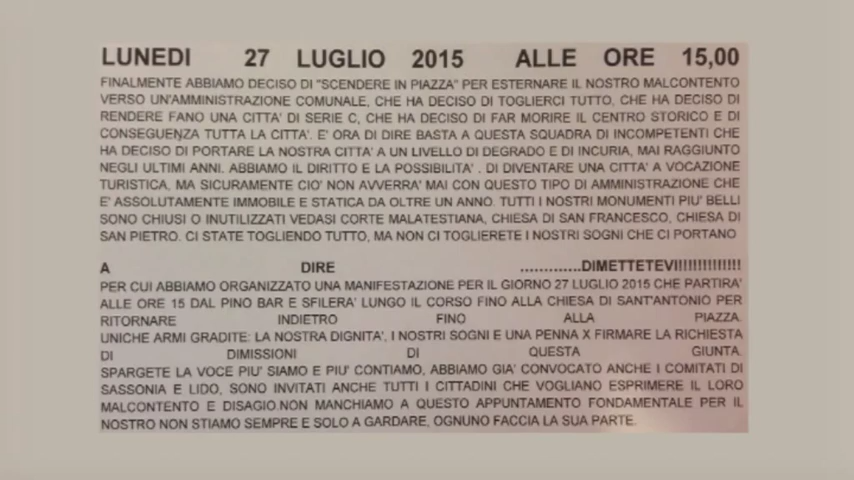 LUNEDI 27 LUGLIO 2015 ALLE ORE 15,00
FINALMENTE ABBIAMO DECISO DI "SCENDERE IN PIAZZA" PER ESTERNARE IL NOSTRO MALCONTENTO
VERSO UN'AMMINISTRAZIONE COMUNALE, CHE HA DECISO DI TOGLIERCI TUTTO, CHE HA DECISO DI
RENDERE FANO UNA CITTA' DI SERIE C, CHE HA DECISO DI FAR MORIRE IL CENTRO STORICO E DI
CONSEGUENZA TUTTA LA CITTA'. E' ORA DI DIRE BASTA A QUESTA SQUADRA DI INCOMPETENTI CHE
HA DECISO DI PORTARE LA NOSTRA CITTA' A UN LIVELLO DI DEGRADO E DI INCURIA, MAI RAGGIUNTO
NEGLI ULTIMI ANNI. ABBIAMO IL DIRITTO E LA POSSIBILITA' . DI DIVENTARE UNA CITTA' A VOCAZIONE
TURISTICA, MA SICURAMENTE CIO' NON AVVERRA' MAI CON QUESTO TIPO DI AMMINISTRAZIONE CHE
E' ASSOLUTAMENTE IMMOBILE E STATICA DA OLTRE UN ANNO. TUTTI I NOSTRI MONUMENTI PIU' BELLI
SONO CHIUSI O INUTILIZZATI VEDASI CORTE MALATESTIANA, CHIESA DI SAN FRANCESCO, CHIESA DI
SAN PIETRO. CI STATE TOGLIENDO TUTTO, MA NON CI TOGLIERETE I NOSTRI SOGNI CHE CI PORTANO
A DIRE .............DIMETTETEVI!!!!!!!!!!!!!!
PER CUI ABBIAMO ORGANIZZATO UNA MANIFESTAZIONE PER IL GIORNO 27 LUGLIO 2015 CHE PARTIRA'
ALLE ORE 15 DAL PINO BAR E SFILERA' LUNGO IL CORSO FINO ALLA CHIESA DI SANT'ANTONIO PER
RITORNARE INDIETRO FINO ALLA PIAZZA.
UNICHE ARMI GRADITE: LA NOSTRA DIGNITA', I NOSTRI SOGNI E UNA PENNA X FIRMARE LA RICHIESTA
DI DIMISSIONI DI QUESTA GIUNTA.
SPARGETE LA VOCE PIU' SIAMO E PIU' CONTIAMO, ABBIAMO GIA' CONVOCATO ANCHE I COMITATI DI
SASSONIA E LIDO, SONO INVITATI ANCHE TUTTI I CITTADINI CHE VOGLIANO ESPRIMERE IL LORO
MALCONTENTO E DISAGIO.NON MANCHIAMO A QUESTO APPUNTAMENTO FONDAMENTALE PER IL
NOSTRO NON STIAMO SEMPRE E SOLO A GARDARE, OGNUNO FACCIA LA SUA PARTE.